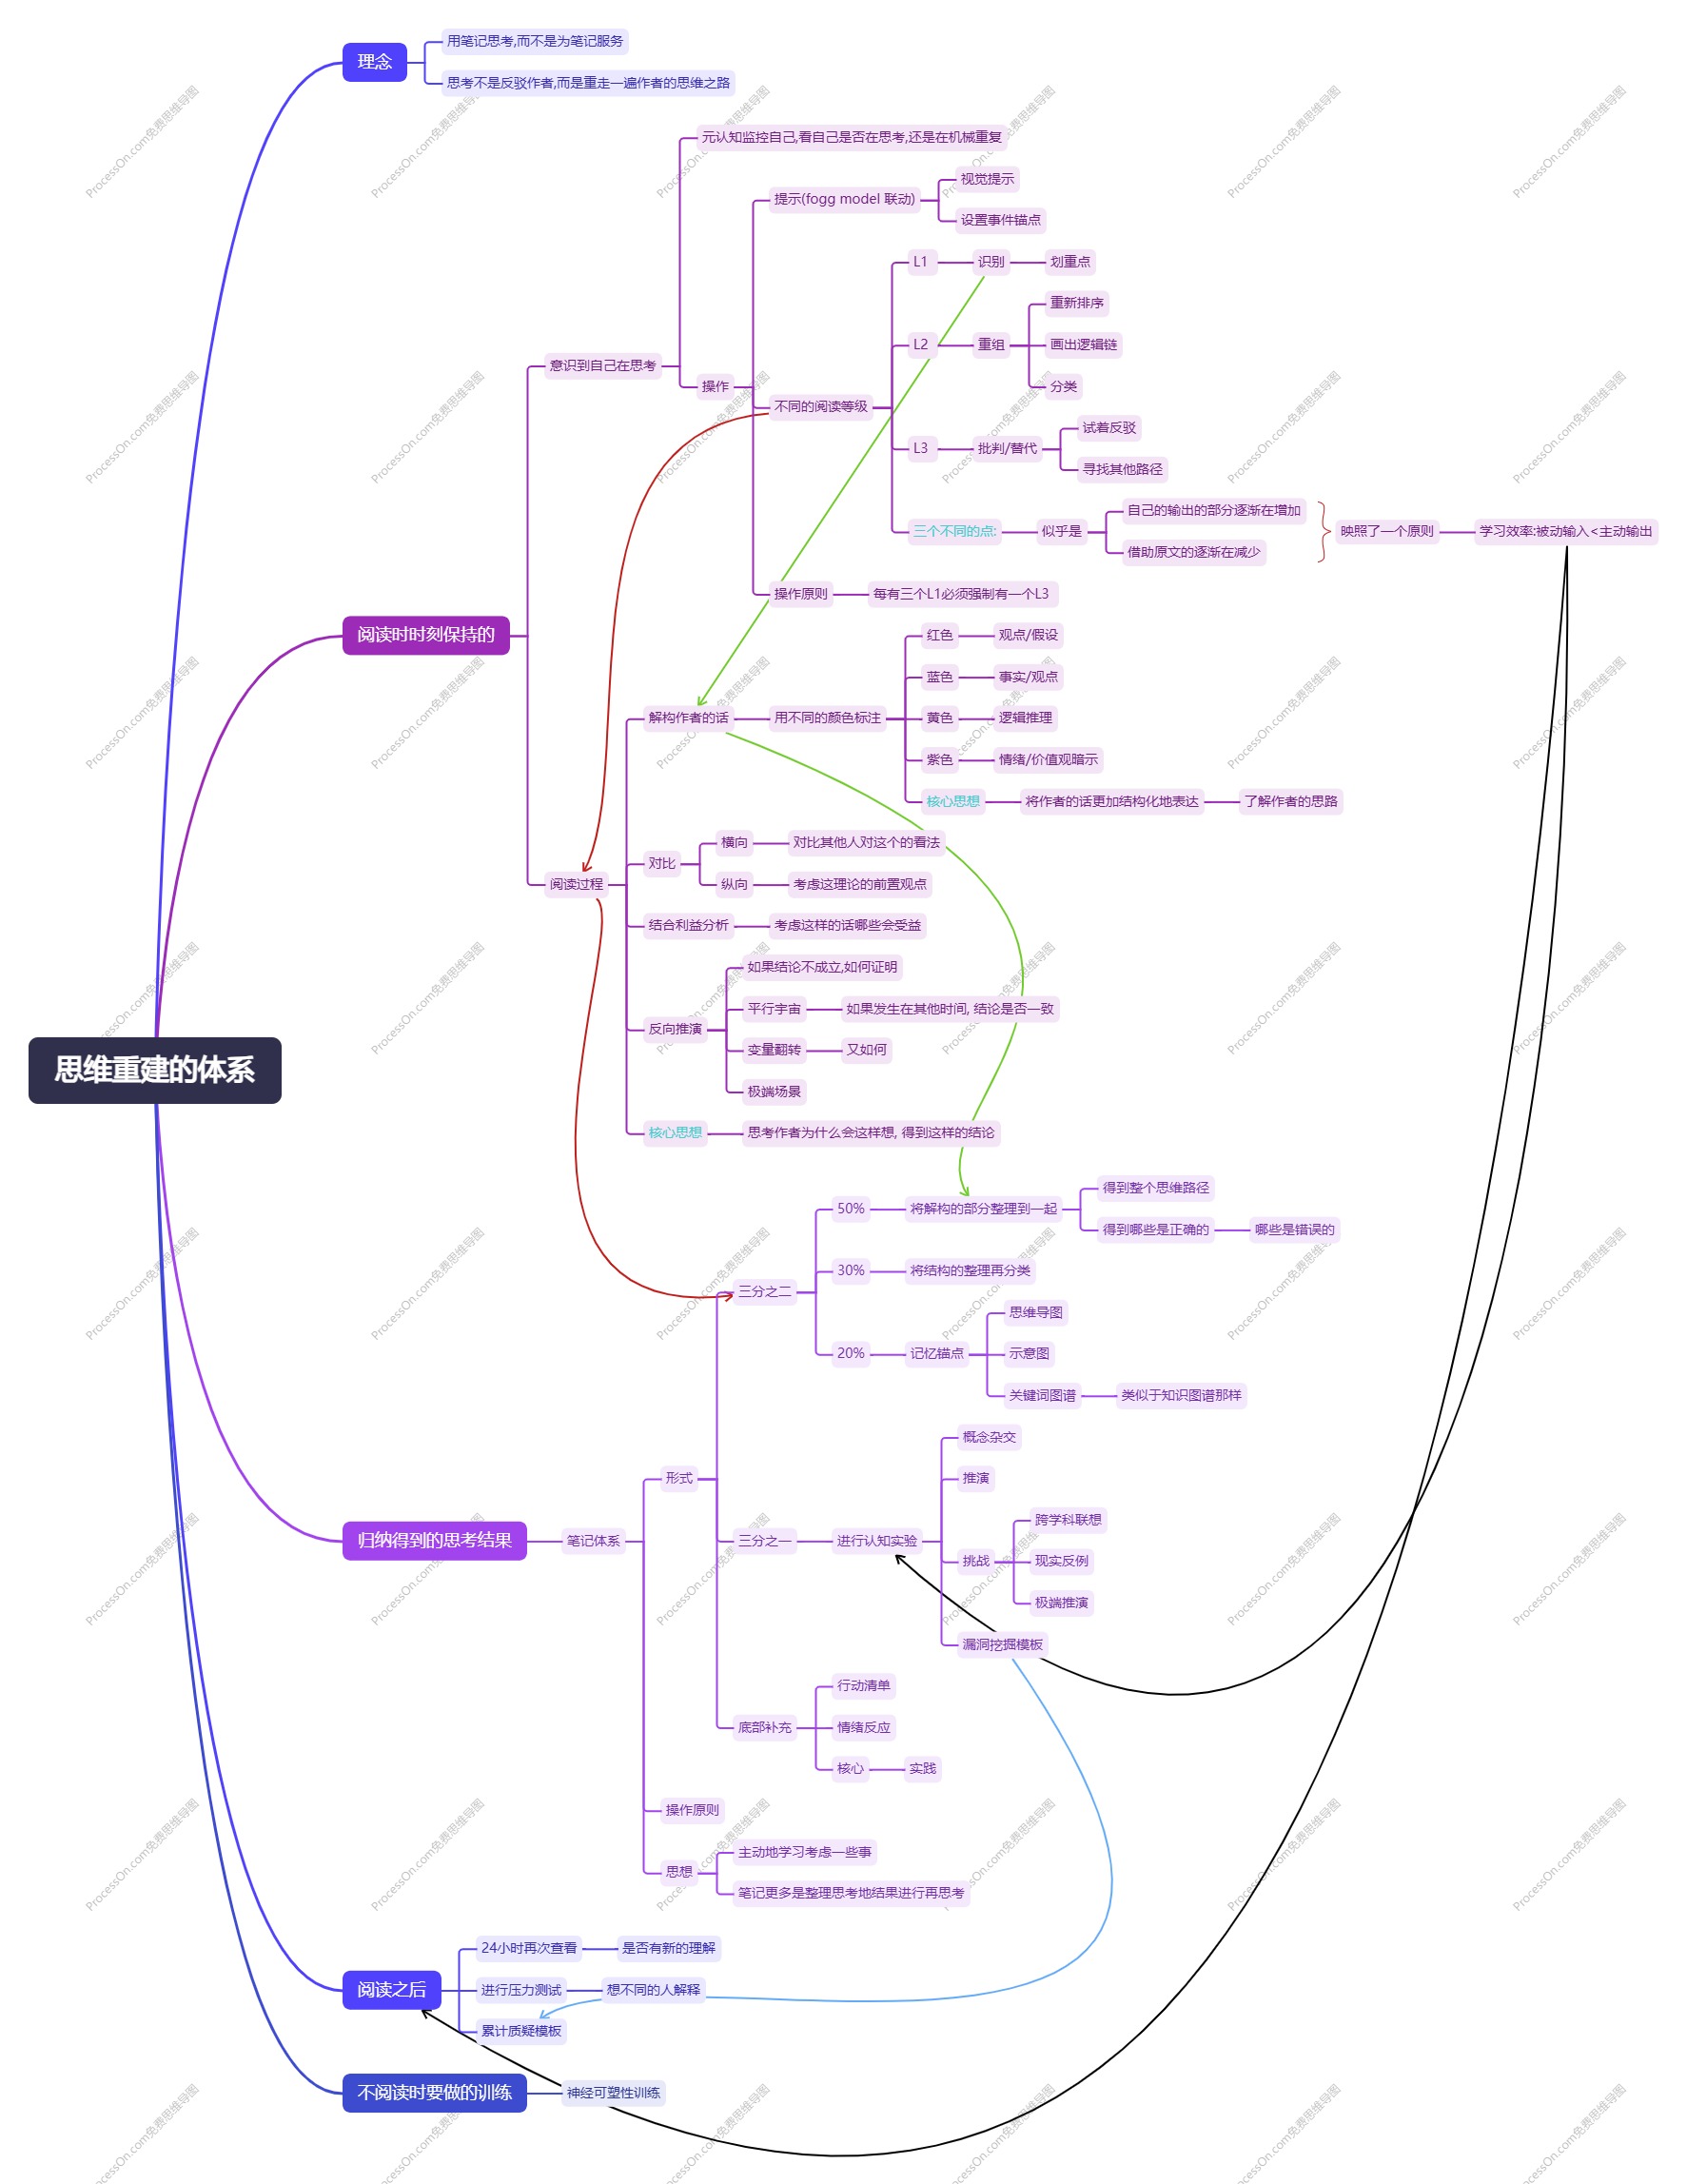 思维重建的体系
理念
用笔记思考,而不是为笔记服务
思考不是反驳作者,而是重走一遍作者的思维之路
阅读时时刻保持的
意识到自己在思考
元认知监控自己,看自己是否在思考,还是在机械重复
操作
提示(fogg model 联动)
视觉提示
设置事件锚点
不同的阅读等级
L1
识别
划重点
L2
重组
重新排序
画出逻辑链
分类
L3
批判/替代
试着反驳
寻找其他路径
三个不同的点:
似乎是
自己的输出的部分逐渐在增加
借助原文的逐渐在减少
映照了一个原则
学习效率:被动输入<主动输出
操作原则
每有三个L1必须强制有一个L3
阅读过程
解构作者的话
用不同的颜色标注
红色
观点/假设
蓝色
事实/观点
黄色
逻辑推理
紫色
情绪/价值观暗示
核心思想
将作者的话更加结构化地表达
了解作者的思路
对比
横向
对比其他人对这个的看法
纵向
考虑这理论的前置观点
结合利益分析
考虑这样的话哪些会受益
反向推演
如果结论不成立,如何证明
平行宇宙
如果发生在其他时间, 结论是否一致
变量翻转
又如何
极端场景
核心思想
思考作者为什么会这样想, 得到这样的结论
归纳得到的思考结果
笔记体系
形式
三分之二
50%
将解构的部分整理到一起
得到整个思维路径
得到哪些是正确的
哪些是错误的
30%
将结构的整理再分类
20%
记忆锚点
思维导图
示意图
关键词图谱
类似于知识图谱那样
三分之一
进行认知实验
概念杂交
推演
挑战
跨学科联想
现实反例
极端推演
漏洞挖掘模板
底部补充
行动清单
情绪反应
核心
实践
操作原则
思想
主动地学习考虑一些事
笔记更多是整理思考地结果进行再思考
阅读之后
24小时再次查看
是否有新的理解
进行压力测试
想不同的人解释
累计质疑模板
不阅读时要做的训练
神经可塑性训练
ProcessOn.com免费思维导图